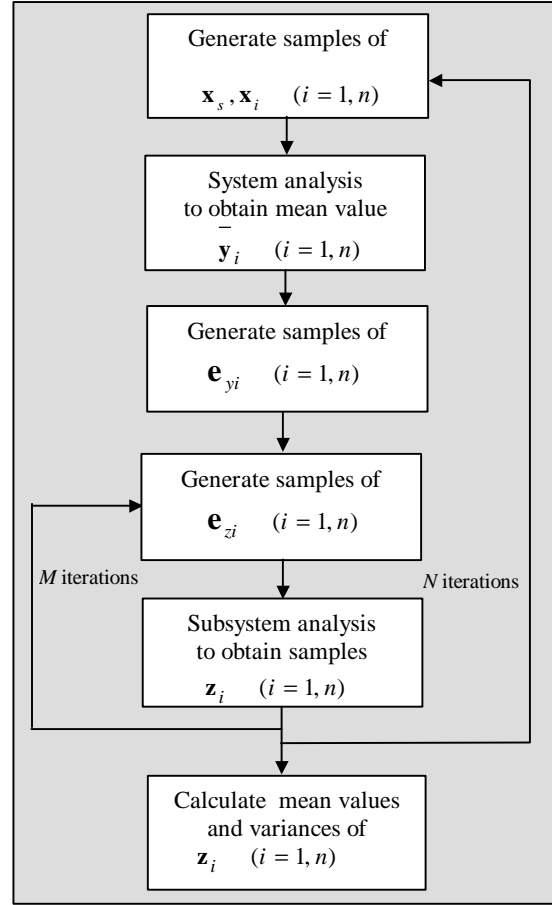 Generate samples of
x_s , x_i (i = 1, n)
System analysis
to obtain mean value
ȳ_i (i = 1, n)
Generate samples of
e_yi (i = 1, n)
Generate samples of
e_zi (i = 1, n)
M iterations
N iterations
Subsystem analysis
to obtain samples
z_i (i = 1, n)
Calculate mean values
and variances of
z_i (i = 1, n)